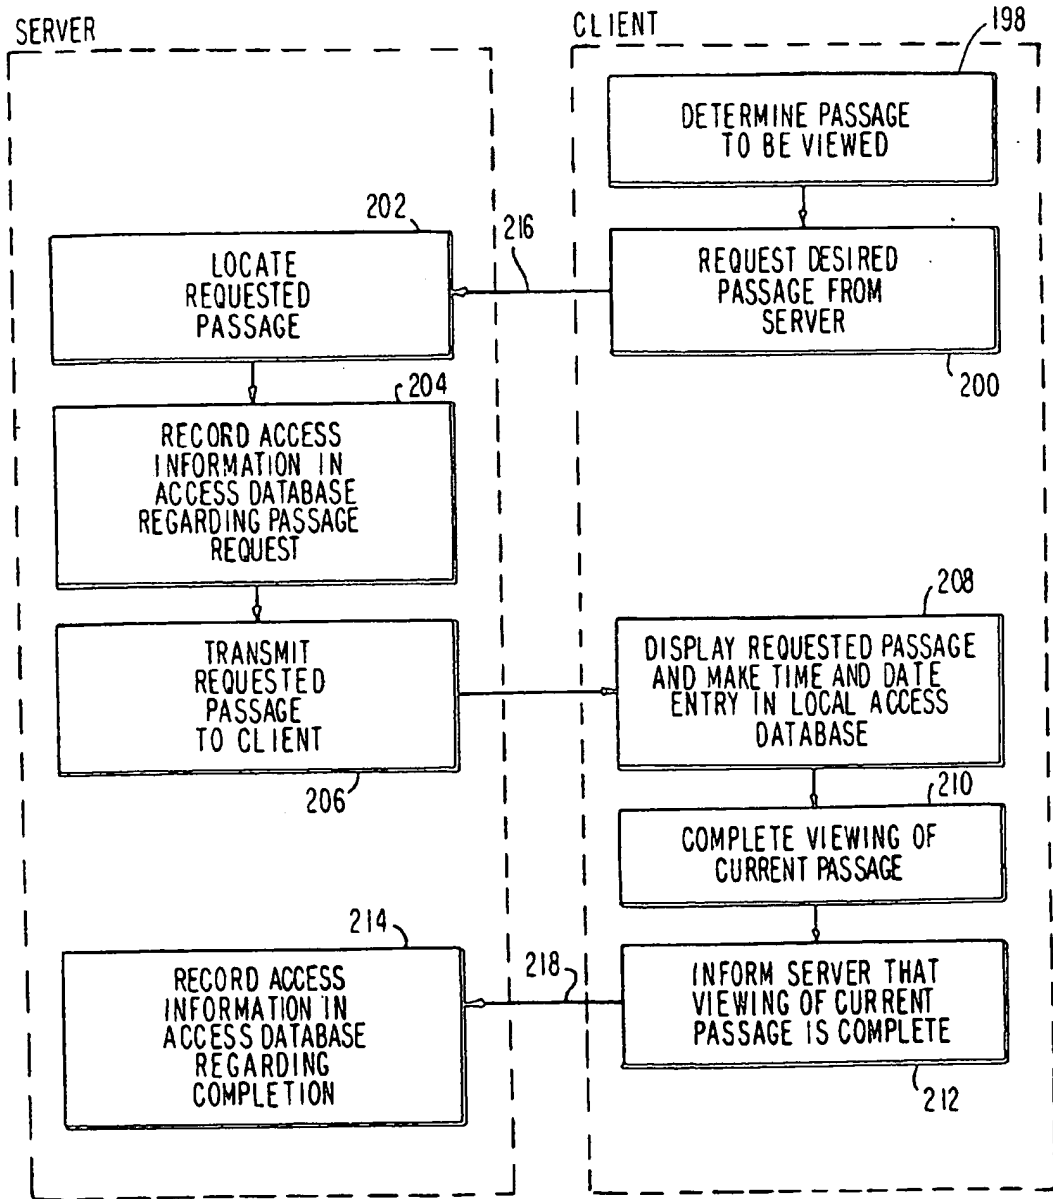 SERVER
CLIENT
198
DETERMINE PASSAGE
TO BE VIEWED
202
216
LOCATE
REQUESTED
PASSAGE
REQUEST DESIRED
PASSAGE FROM
SERVER
200
204
RECORD ACCESS
INFORMATION IN
ACCESS DATABASE
REGARDING PASSAGE
REQUEST
208
TRANSMIT
REQUESTED
PASSAGE
TO CLIENT
206
DISPLAY REQUESTED PASSAGE
AND MAKE TIME AND DATE
ENTRY IN LOCAL ACCESS
DATABASE
210
COMPLETE VIEWING OF
CURRENT PASSAGE
214
218
RECORD ACCESS
INFORMATION IN
ACCESS DATABASE
REGARDING
COMPLETION
INFORM SERVER THAT
VIEWING OF CURRENT
PASSAGE IS COMPLETE
212